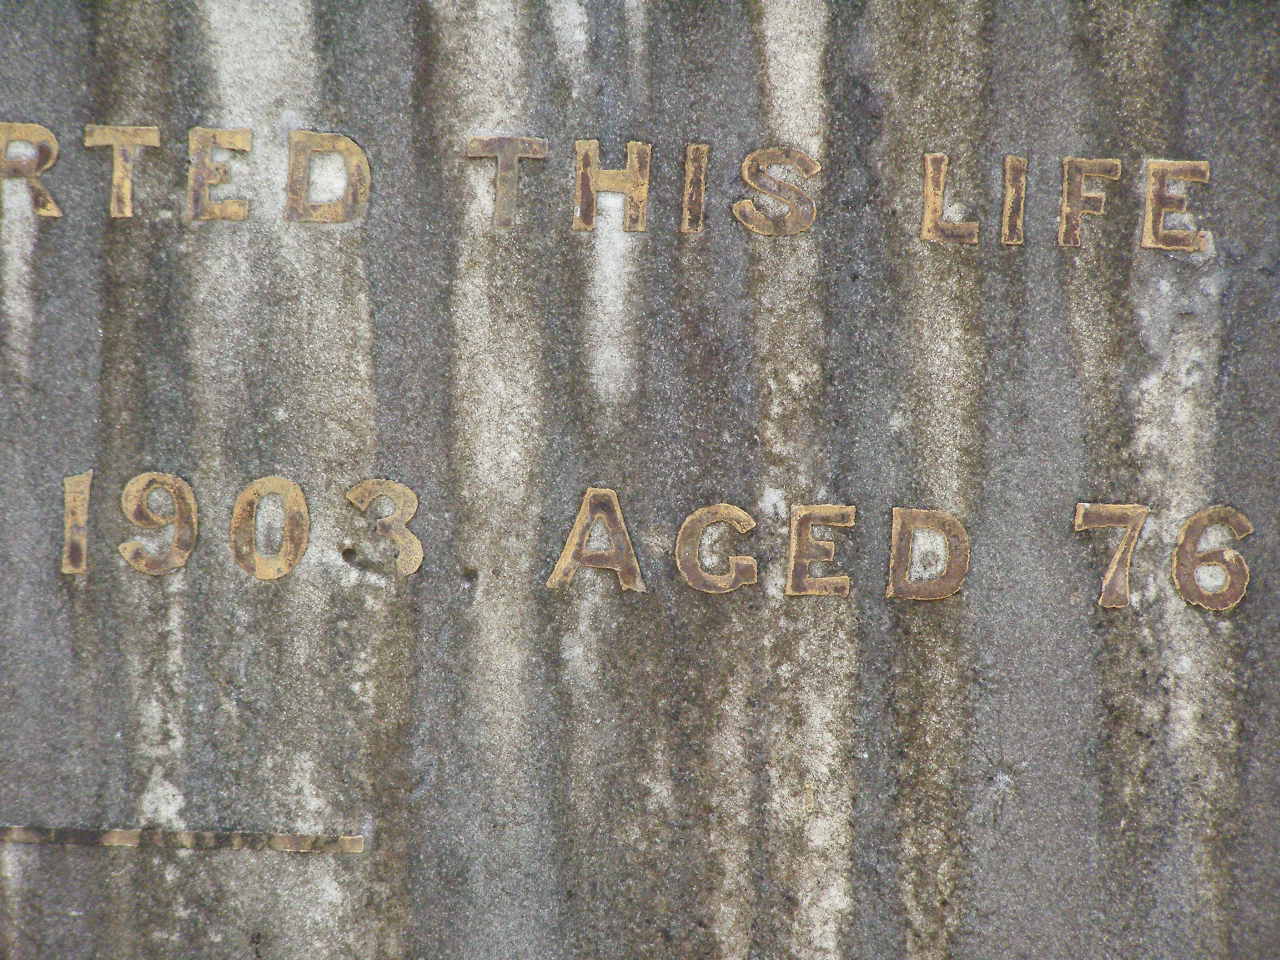 RTED THIS LIFE
1903 AGED 76